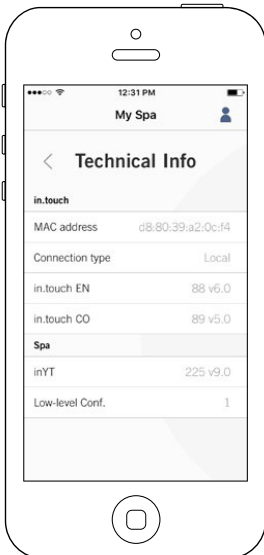 12:31 PM
My Spa
Technical Info
in.touch
MAC address d8:80:39:a2:0c:f4
Connection type Local
in.touch EN 88 v6.0
in.touch CO 89 v5.0
Spa
inYT 225 v9.0
Low-level Conf. 1